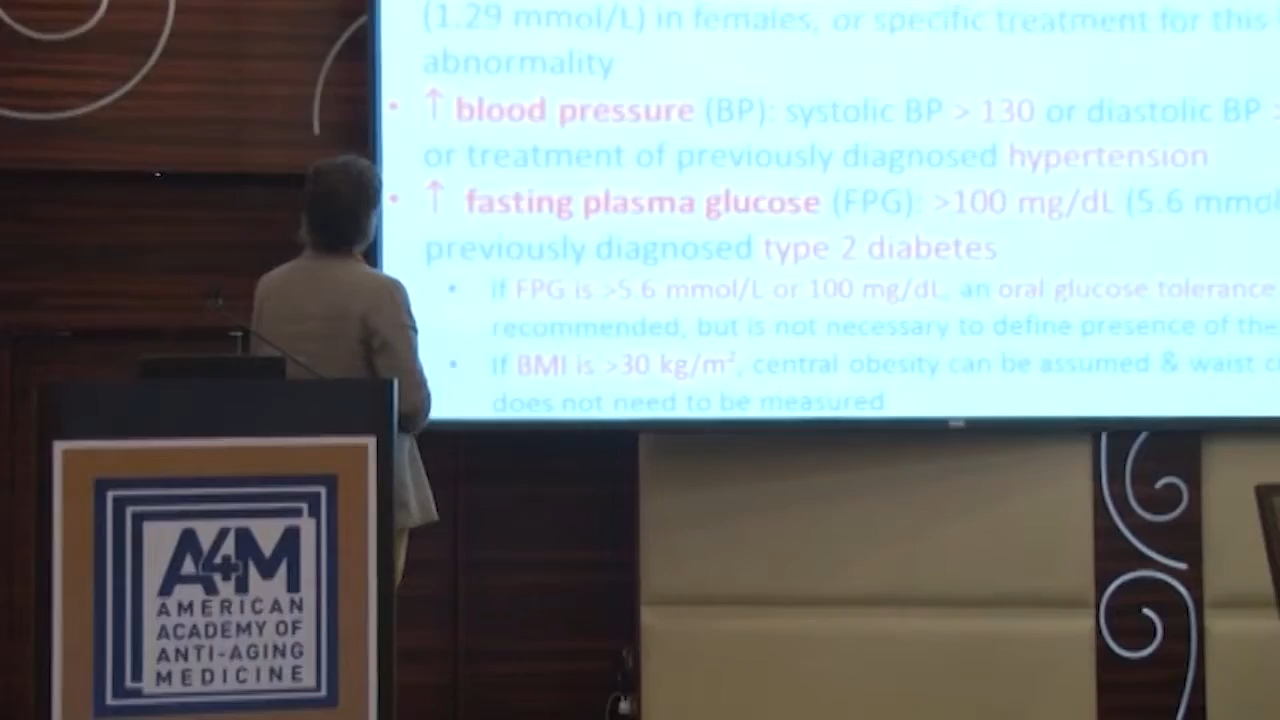 (1.29 mmol/L) in females, or specific treatment for this
abnormality
• ↑ blood pressure (BP): systolic BP > 130 or diastolic BP
or treatment of previously diagnosed hypertension
• ↑ fasting plasma glucose (FPG): >100 mg/dL (5.6 mmol
previously diagnosed type 2 diabetes
• If FPG is >5.6 mmol/L or 100 mg/dL, an oral glucose tolerance
recommended, but is not necessary to define presence of the
• If BMI is >30 kg/m², central obesity can be assumed & waist
does not need to be measured
A4M
AMERICAN
ACADEMY OF
ANTI-AGING
MEDICINE